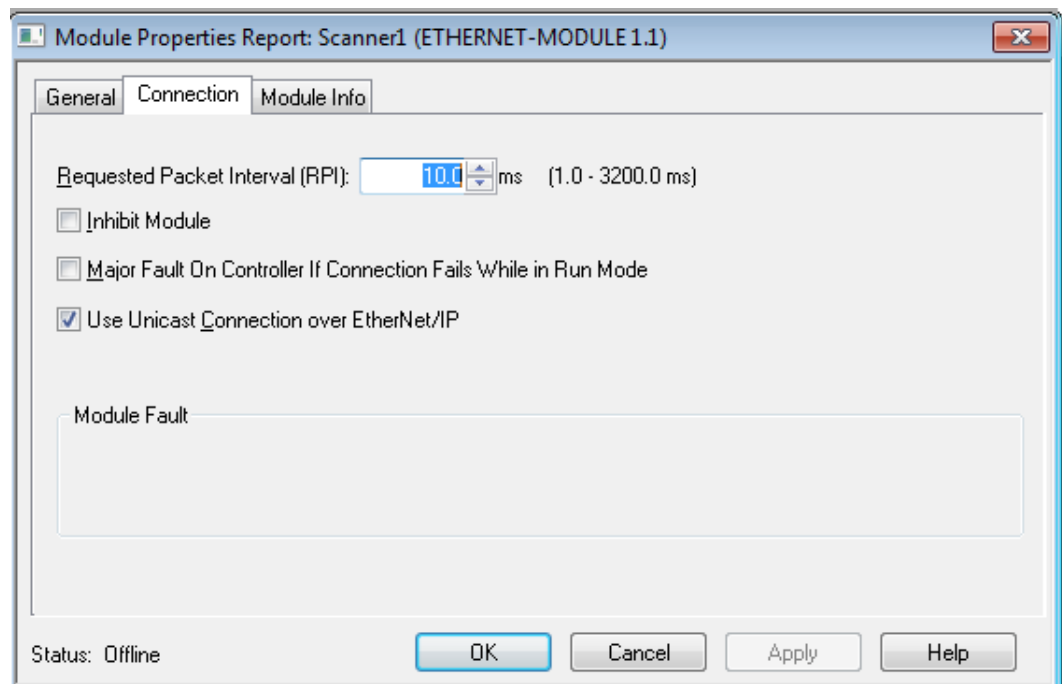 Module Properties Report: Scanner1 (ETHERNET-MODULE 1.1)
General Connection Module Info
Requested Packet Interval (RPI): 10.0 ms (1.0 - 3200.0 ms)
Inhibit Module
Major Fault On Controller If Connection Fails While in Run Mode
Use Unicast Connection over EtherNet/IP
Module Fault
Status: Offline OK Cancel Apply Help